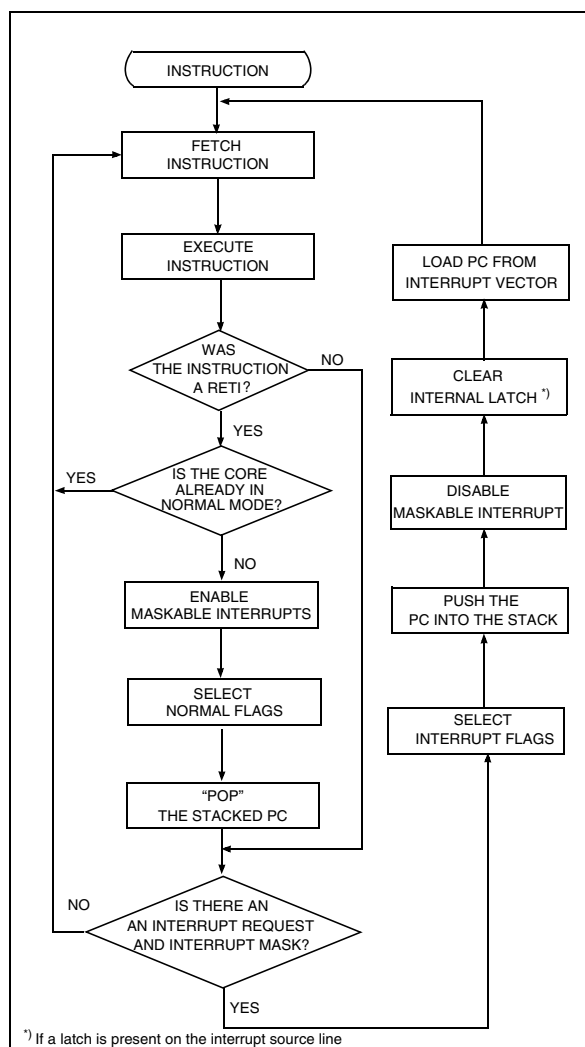 INSTRUCTION
FETCH
INSTRUCTION
EXECUTE
INSTRUCTION
WAS
THE INSTRUCTION
A RETI?
NO
YES
IS THE CORE
ALREADY IN
NORMAL MODE?
YES
NO
ENABLE
MASKABLE INTERRUPTS
SELECT
NORMAL FLAGS
“POP”
THE STACKED PC
IS THERE AN
AN INTERRUPT REQUEST
AND INTERRUPT MASK?
NO
YES
SELECT
INTERRUPT FLAGS
PUSH THE
PC INTO THE STACK
DISABLE
MASKABLE INTERRUPT
CLEAR
INTERNAL LATCH *)
LOAD PC FROM
INTERRUPT VECTOR
*) If a latch is present on the interrupt source line